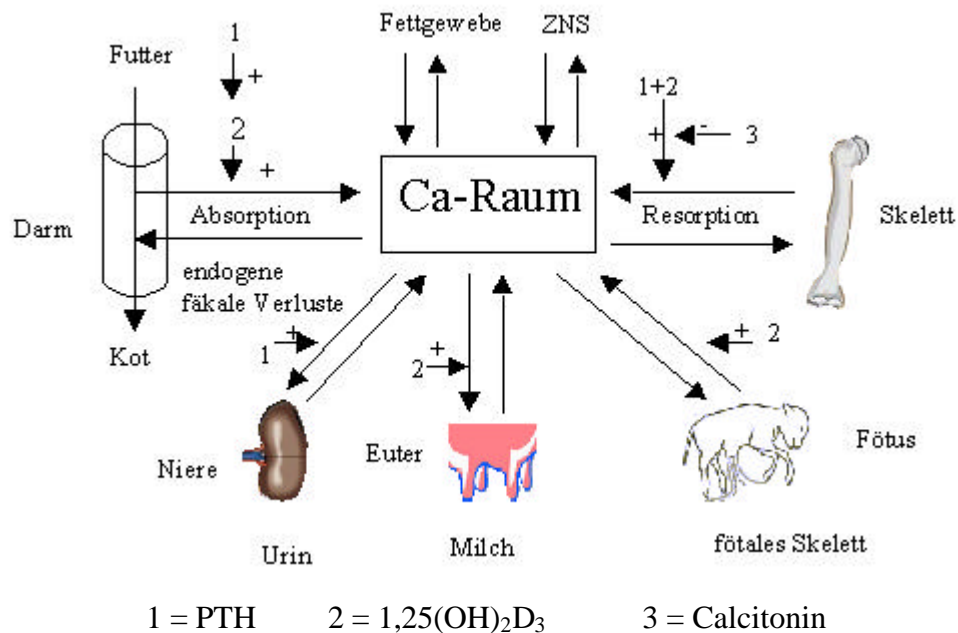 Fettgewebe
ZNS
Futter
1
+
2
+
1+2
+
-
3
Ca-Raum
Darm
Absorption
Resorption
Skelett
endogene
fäkale Verluste
Kot
+
1
+
2
+
2
Niere
Euter
Fötus
Urin
Milch
fötales Skelett
1 = PTH 2 = 1,25(OH)₂D₃ 3 = Calcitonin